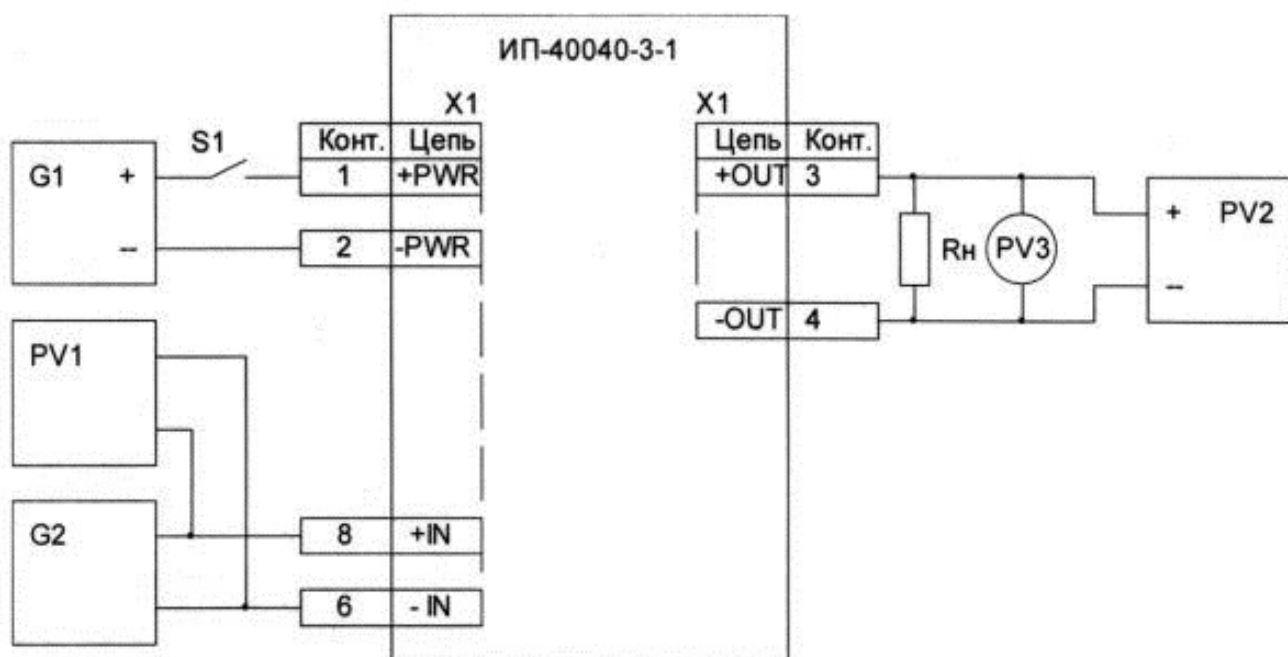 ИП-40040-3-1
X1 X1
S1 Конт. Цепь Цепь Конт.
G1 + 1 +PWR +OUT 3
+ PV2
Rн PV3
– 2 -PWR
–
-OUT 4
PV1
G2 8 +IN
6 - IN